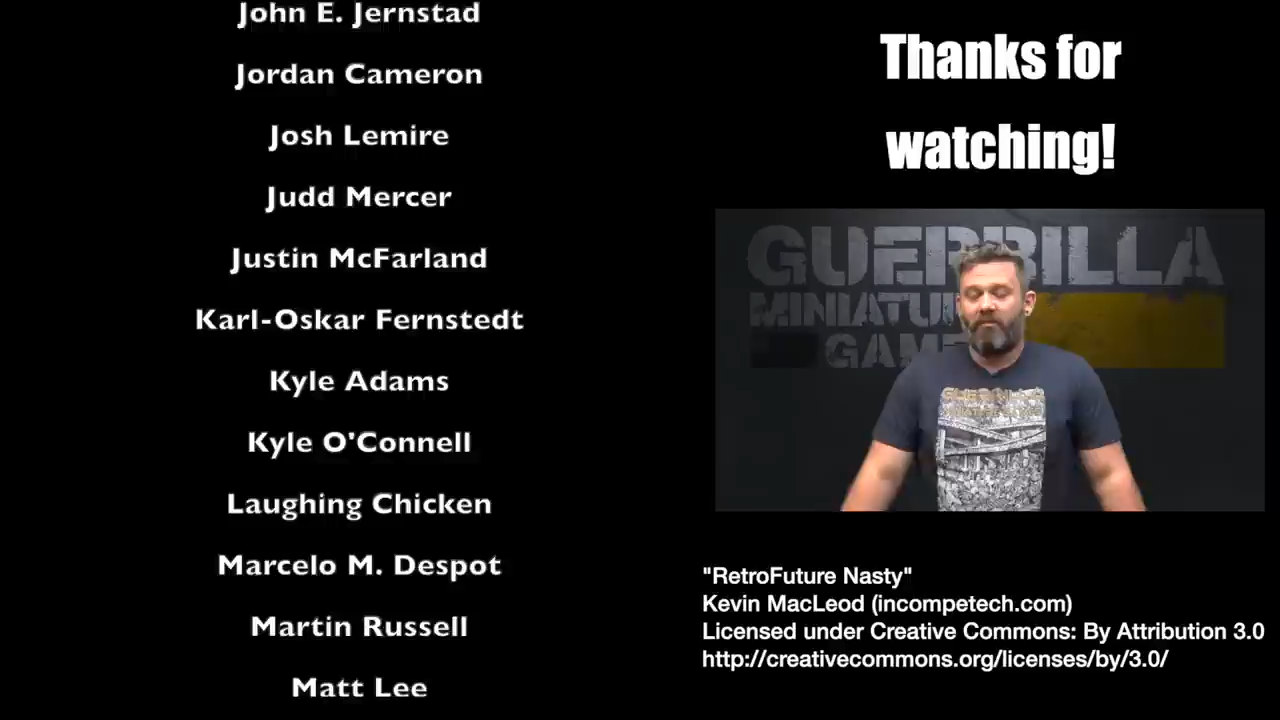 John E. Jernstad
Jordan Cameron
Josh Lemire
Judd Mercer
Justin McFarland
Karl-Oskar Fernstedt
Kyle Adams
Kyle O'Connell
Laughing Chicken
Marcelo M. Despot
Martin Russell
Matt Lee
Thanks for
watching!
GUERRILLA
"RetroFuture Nasty"
Kevin MacLeod (incompetech.com)
Licensed under Creative Commons: By Attribution 3.0
http://creativecommons.org/licenses/by/3.0/